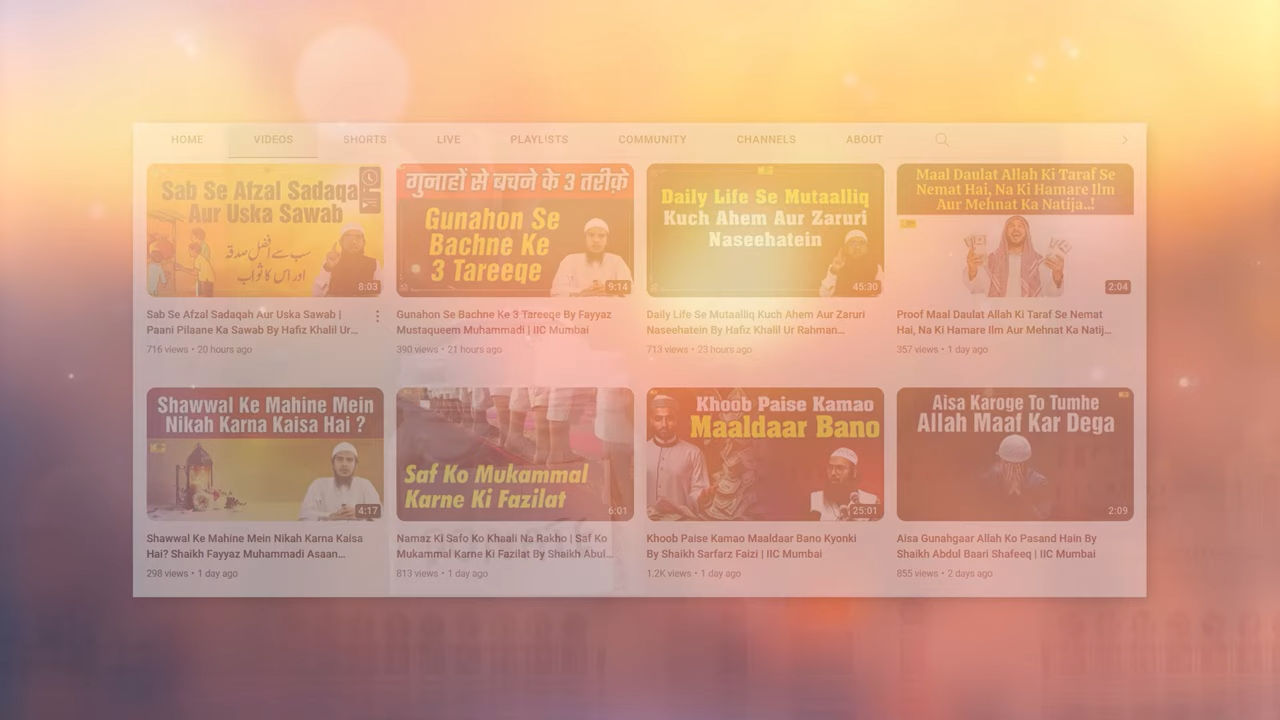 HOME VIDEOS SHORTS LIVE PLAYLISTS COMMUNITY CHANNELS ABOUT
Sab Se Afzal Sadaqa
Aur Uska Sawab
سب سے افضل صدقہ
اور اس کا ثواب
8:03
गुनाहों से बचने के 3 तरीक़े
Gunahon Se
Bachne Ke
3 Tareeqe
9:14
Daily Life Se Mutaalliq
Kuch Ahem Aur Zaruri
Naseehatein
45:30
Maal Daulat Allah Ki Taraf Se
Nemat Hai, Na Ki Hamare Ilm
Aur Mehnat Ka Natija..!
2:04
Sab Se Afzal Sadaqah Aur Uska Sawab |
Paani Pilaane Ka Sawab By Hafiz Khalil Ur...
716 views • 20 hours ago
Gunahon Se Bachne Ke 3 Tareeqe By Fayyaz
Mustaqueem Muhammadi | IIC Mumbai
390 views • 21 hours ago
Daily Life Se Mutaalliq Kuch Ahem Aur Zaruri
Naseehatein By Hafiz Khalil Ur Rahman...
713 views • 23 hours ago
Proof Maal Daulat Allah Ki Taraf Se Nemat
Hai, Na Ki Hamare Ilm Aur Mehnat Ka Natij...
357 views • 1 day ago
Shawwal Ke Mahine Mein
Nikah Karna Kaisa Hai ?
4:17
Saf Ko Mukammal
Karne Ki Fazilat
6:01
Khoob Paise Kamao
Maaldaar Bano
25:01
Aisa Karoge To Tumhe
Allah Maaf Kar Dega
2:09
Shawwal Ke Mahine Mein Nikah Karna Kaisa
Hai? Shaikh Fayyaz Muhammadi Asaan...
298 views • 1 day ago
Namaz Ki Safo Ko Khaali Na Rakho | Saf Ko
Mukammal Karne Ki Fazilat By Shaikh Abul...
813 views • 1 day ago
Khoob Paise Kamao Maaldaar Bano Kyonki
By Shaikh Sarfarz Faizi | IIC Mumbai
1.2K views • 1 day ago
Aisa Gunahgaar Allah Ko Pasand Hain By
Shaikh Abdul Baari Shafeeq | IIC Mumbai
855 views • 2 days ago